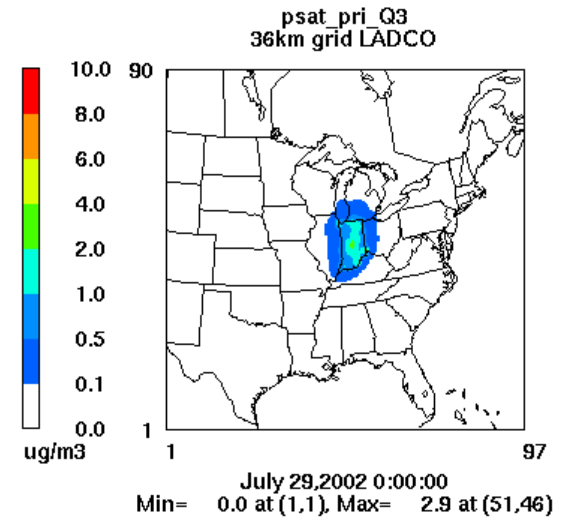 psat_pri_Q3
36km grid LADCO
10.0
8.0
6.0
4.0
2.0
1.0
0.5
0.1
0.0
ug/m3
90
1
1
97
July 29,2002 0:00:00
Min= 0.0 at (1,1), Max= 2.9 at (51,46)